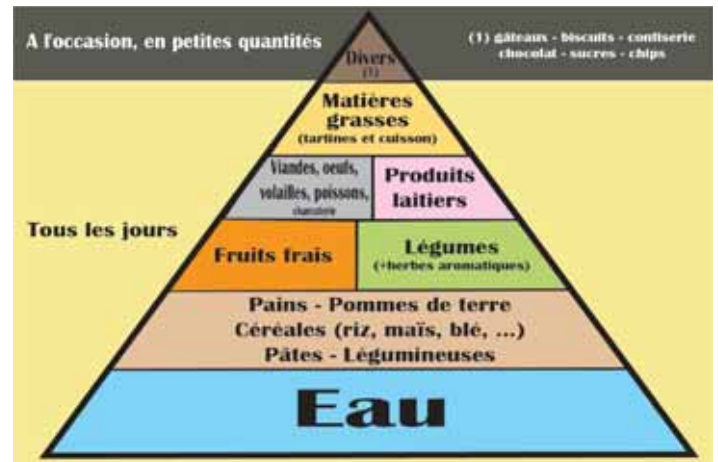 A l'occasion, en petites quantités
(1) gâteaux - biscuits - confiserie
chocolat - sucres - chips
Divers
(1)
Matières
grasses
(tartines et cuisson)
Viandes, oeufs,
volailles, poissons,
charcuterie
Produits
laitiers
Tous les jours
Fruits frais
Légumes
(+herbes aromatiques)
Pains - Pommes de terre
Céréales (riz, maïs, blé, ...)
Pâtes - Légumineuses
Eau